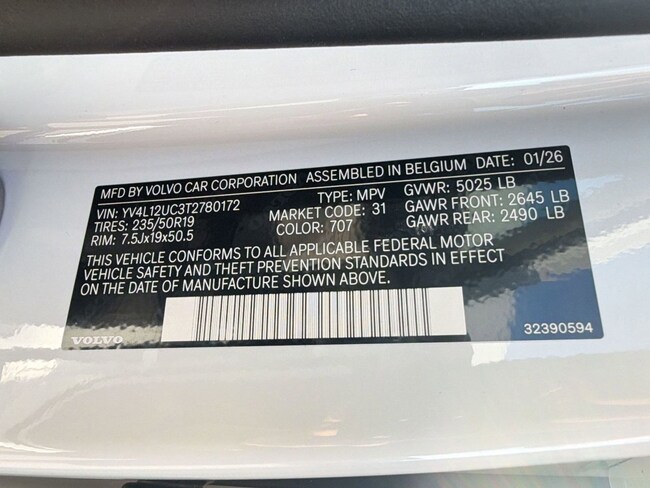 MFD BY VOLVO CAR CORPORATION ASSEMBLED IN BELGIUM DATE: 01/26
VIN: YV4L12UC3T2780172 TYPE: MPV GVWR: 5025 LB
TIRES: 235/50R19 MARKET CODE: 31 GAWR FRONT: 2645 LB
RIM: 7.5Jx19x50.5 COLOR: 707 GAWR REAR: 2490 LB
THIS VEHICLE CONFORMS TO ALL APPLICABLE FEDERAL MOTOR
VEHICLE SAFETY AND THEFT PREVENTION STANDARDS IN EFFECT
ON THE DATE OF MANUFACTURE SHOWN ABOVE.
VOLVO 32390594